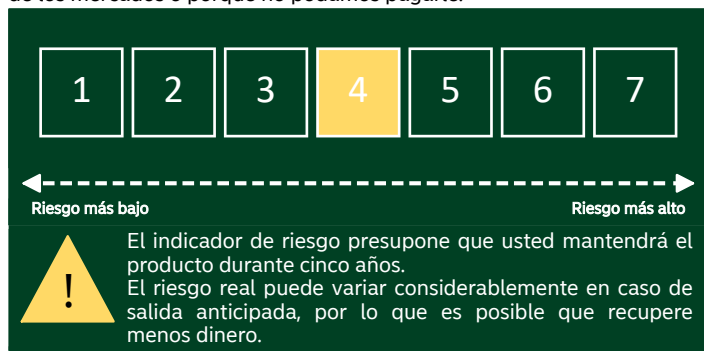 de los mercados o porque no podamos pagarle.
1 2 3 4 5 6 7
Riesgo más bajo Riesgo más alto
El indicador de riesgo presupone que usted mantendrá el
producto durante cinco años.
!
El riesgo real puede variar considerablemente en caso de
salida anticipada, por lo que es posible que recupere
menos dinero.